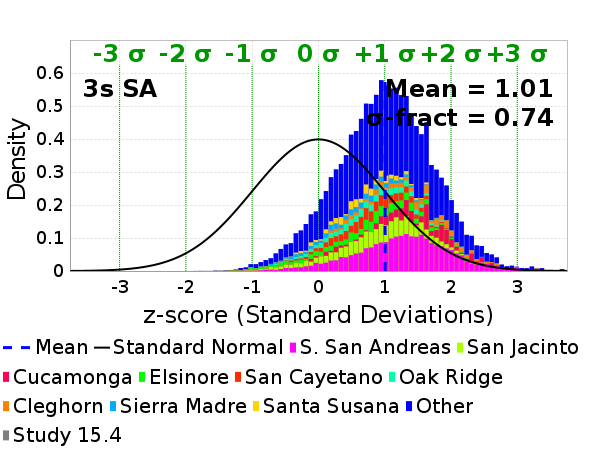 -3 σ -2 σ -1 σ 0 σ +1 σ +2 σ +3 σ
3s SA
Mean = 1.01
σ-fract = 0.74
0.6
0.5
0.4
0.3
0.2
0.1
0
Density
-3 -2 -1 0 1 2 3
z-score (Standard Deviations)
Mean Standard Normal S. San Andreas San Jacinto
Cucamonga Elsinore San Cayetano Oak Ridge
Cleghorn Sierra Madre Santa Susana Other
Study 15.4